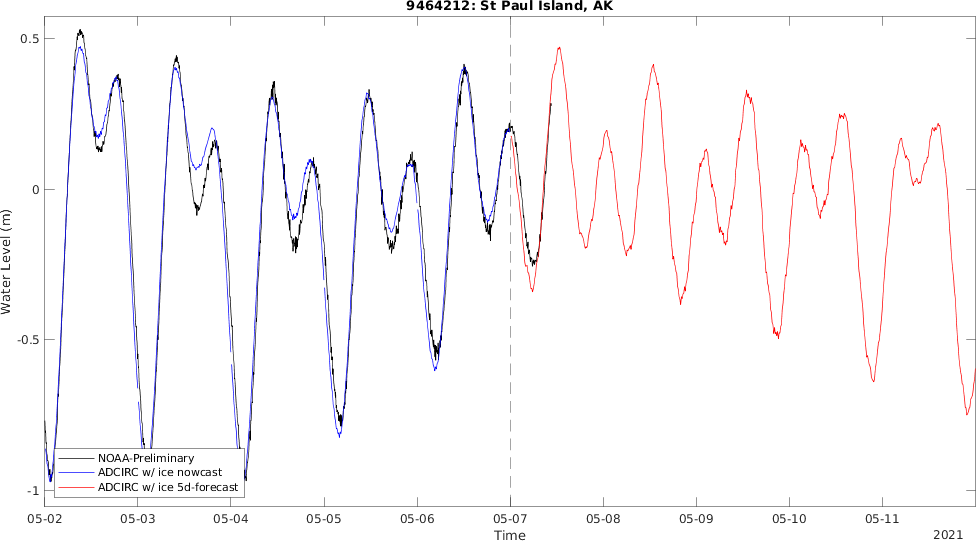 9464212: St Paul Island, AK
0.5
0
-0.5
-1
Water Level (m)
NOAA-Preliminary
ADCIRC w/ ice nowcast
ADCIRC w/ ice 5d-forecast
05-02 05-03 05-04 05-05 05-06 05-07 05-08 05-09 05-10 05-11
Time
2021